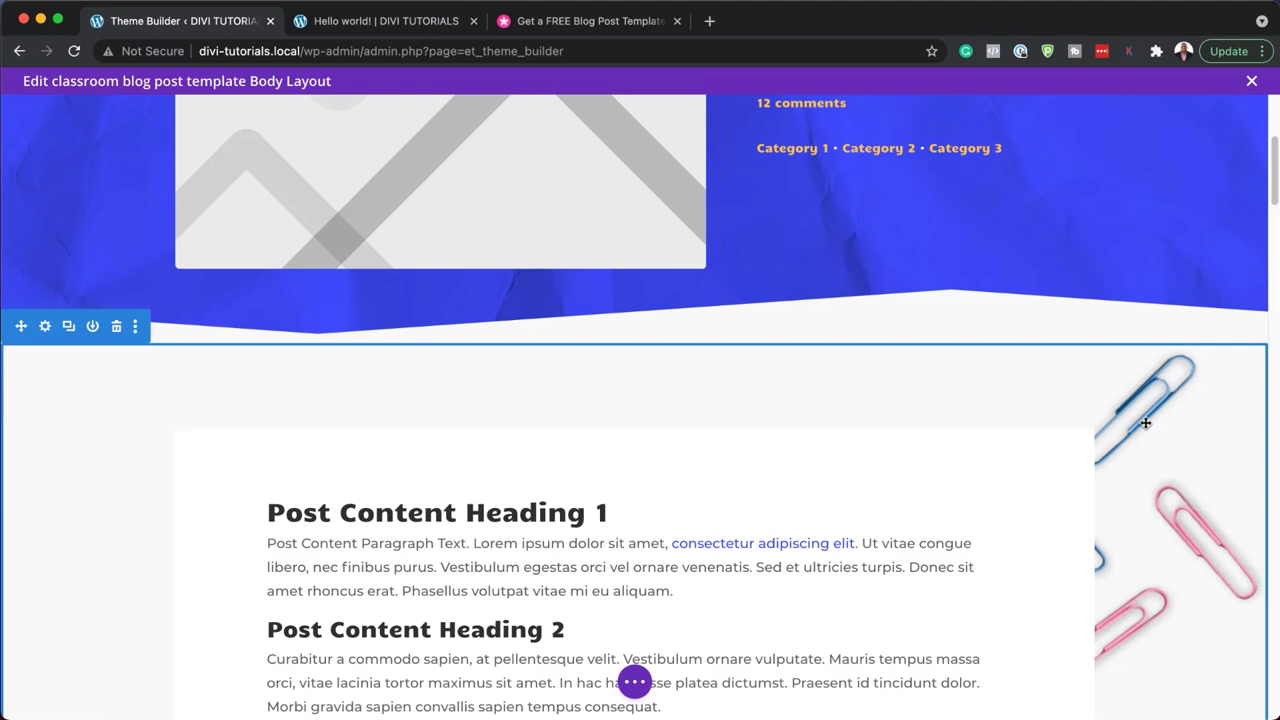 Theme Builder ‹ DIVI TUTORIA
Hello world! | DIVI TUTORIALS
Get a FREE Blog Post Template
Not Secure
divi-tutorials.local/wp-admin/admin.php?page=et_theme_builder
Update
Edit classroom blog post template Body Layout
12 comments
Category 1 • Category 2 • Category 3
Post Content Heading 1
Post Content Paragraph Text. Lorem ipsum dolor sit amet, consectetur adipiscing elit. Ut vitae congue
libero, nec finibus purus. Vestibulum egestas orci vel ornare venenatis. Sed et ultricies turpis. Donec sit
amet rhoncus erat. Phasellus volutpat vitae mi eu aliquam.
Post Content Heading 2
Curabitur a commodo sapien, at pellentesque velit. Vestibulum ornare vulputate. Mauris tempus massa
orci, vitae lacinia tortor maximus sit amet. In hac ha sse platea dictumst. Praesent id tincidunt dolor.
Morbi gravida sapien convallis sapien tempus consequat.